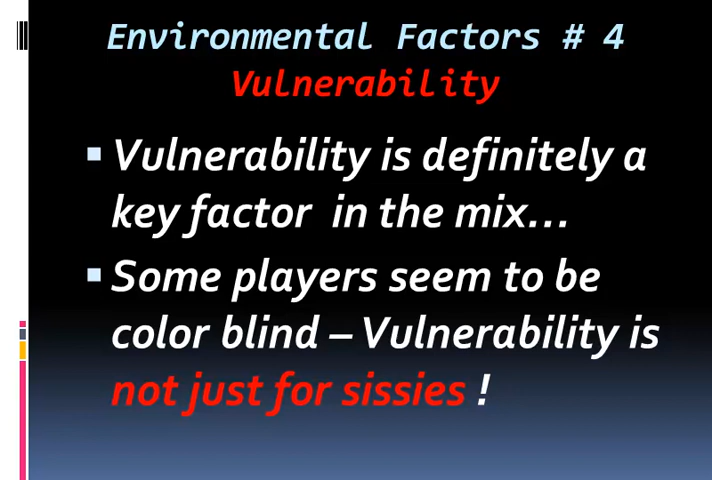 Environmental Factors # 4
Vulnerability
Vulnerability is definitely a
key factor in the mix...
Some players seem to be
color blind – Vulnerability is
not just for sissies !